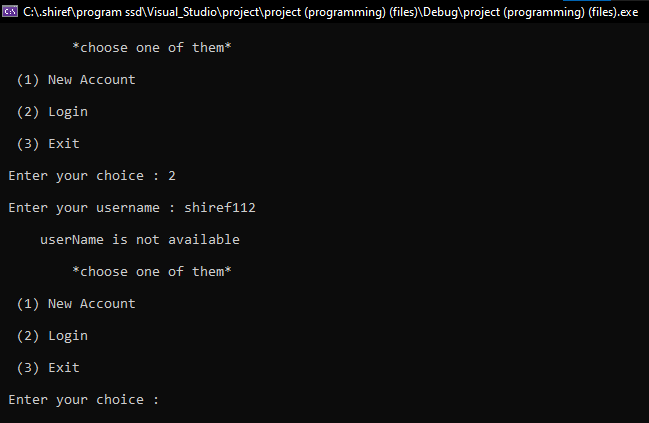 C:\.shiref\program ssd\Visual_Studio\project\project (programming) (files)\Debug\project (programming) (files).exe
*choose one of them*
(1) New Account
(2) Login
(3) Exit
Enter your choice : 2
Enter your username : shiref112
userName is not available
*choose one of them*
(1) New Account
(2) Login
(3) Exit
Enter your choice :